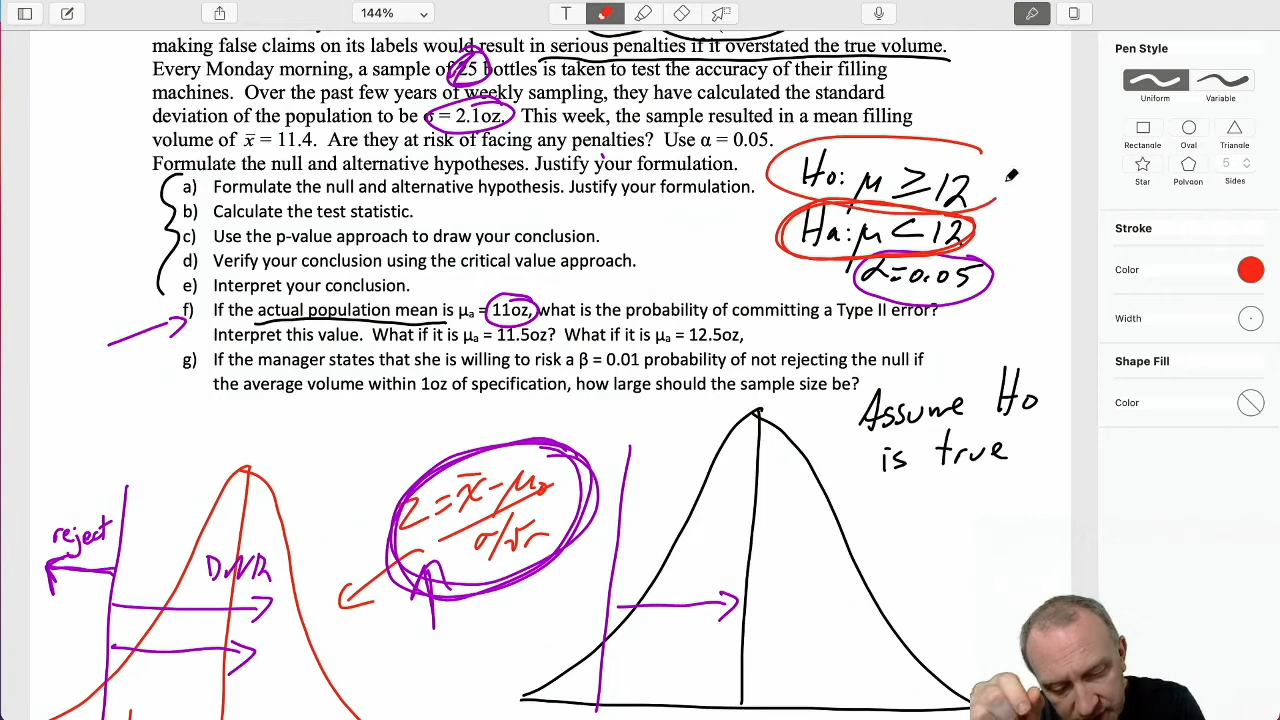 144%
T
making false claims on its labels would result in serious penalties if it overstated the true volume.
Every Monday morning, a sample of 25 bottles is taken to test the accuracy of their filling
machines. Over the past few years of weekly sampling, they have calculated the standard
deviation of the population to be σ = 2.1oz. This week, the sample resulted in a mean filling
volume of x̄ = 11.4. Are they at risk of facing any penalties? Use α = 0.05.
Formulate the null and alternative hypotheses. Justify your formulation.
a) Formulate the null and alternative hypothesis. Justify your formulation.
b) Calculate the test statistic.
c) Use the p-value approach to draw your conclusion.
d) Verify your conclusion using the critical value approach.
e) Interpret your conclusion.
f) If the actual population mean is μₐ = 11oz, what is the probability of committing a Type II error?
Interpret this value. What if it is μₐ = 11.5oz? What if it is μₐ = 12.5oz,
g) If the manager states that she is willing to risk a β = 0.01 probability of not rejecting the null if
the average volume within 1oz of specification, how large should the sample size be?
Ho: μ ≥ 12
Ha: μ < 12
α = 0.05
Assume Ho
is true
Z = x̄ - μ₀
σ/√n
reject
DNR
Pen Style
Uniform
Variable
Rectangle
Oval
Triangle
Star
Polygon
5
Sides
Stroke
Color
Width
Shape Fill
Color